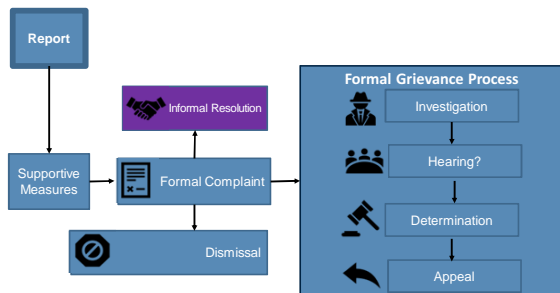 Report
Formal Grievance Process
Informal Resolution
Investigation
Hearing?
Supportive
Measures
Formal Complaint
Determination
Dismissal
Appeal